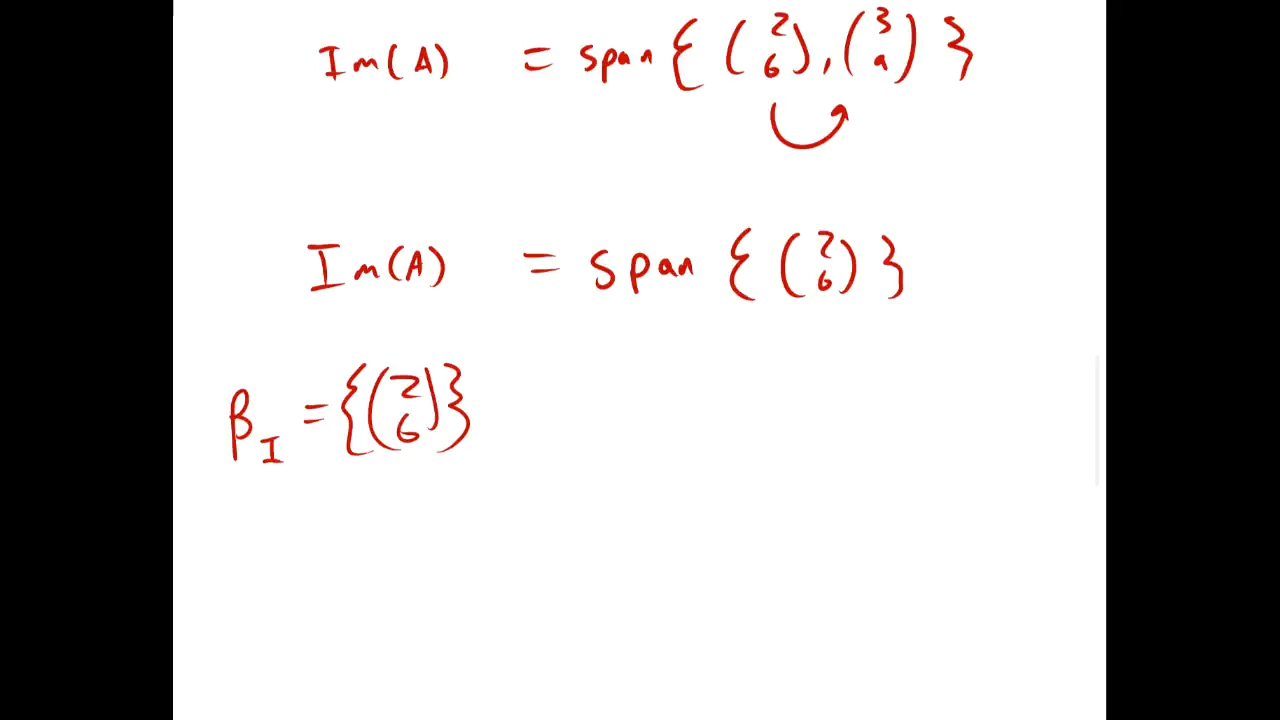 Im(A) = span{(2 6), (3 9)}
Im(A) = span {(2 6)}
β_I = {(2 6)}